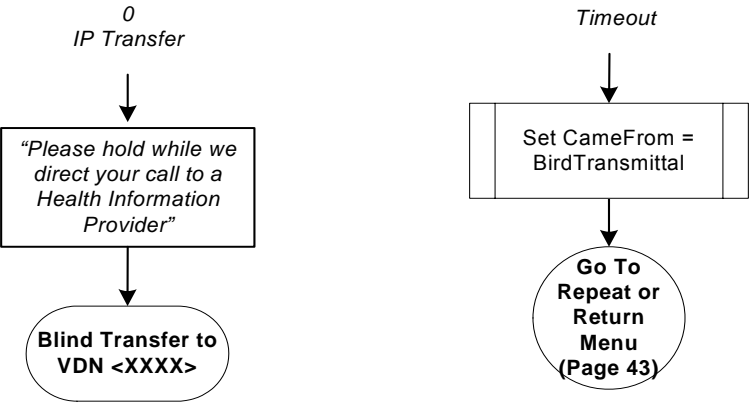 0
IP Transfer
“Please hold while we
direct your call to a
Health Information
Provider”
Blind Transfer to
VDN <XXXX>
Timeout
Set CameFrom =
BirdTransmittal
Go To
Repeat or
Return
Menu
(Page 43)